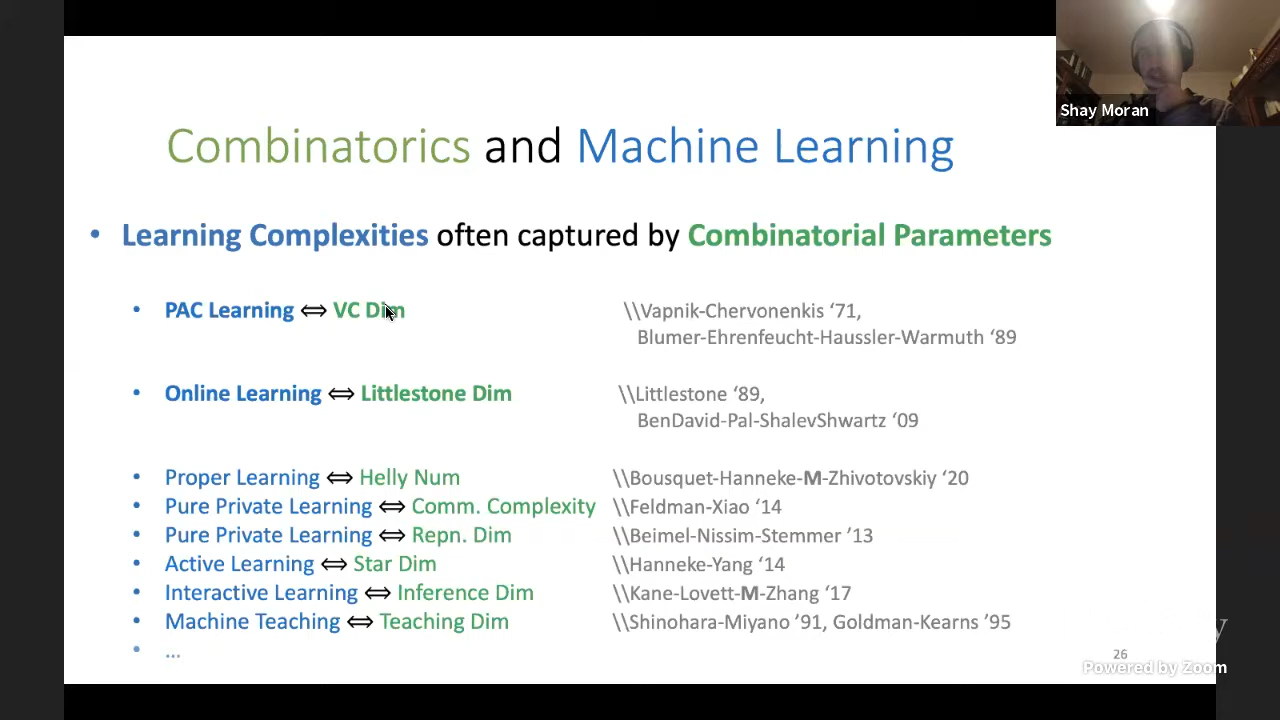 Shay Moran
Combinatorics and Machine Learning
• Learning Complexities often captured by Combinatorial Parameters
• PAC Learning ⟺ VC Dim \\Vapnik-Chervonenkis ‘71,
Blumer-Ehrenfeucht-Haussler-Warmuth ‘89
• Online Learning ⟺ Littlestone Dim \\Littlestone ‘89,
BenDavid-Pal-ShalevShwartz ‘09
• Proper Learning ⟺ Helly Num \\Bousquet-Hanneke-M-Zhivotovskiy ‘20
• Pure Private Learning ⟺ Comm. Complexity \\Feldman-Xiao ‘14
• Pure Private Learning ⟺ Repn. Dim \\Beimel-Nissim-Stemmer ’13
• Active Learning ⟺ Star Dim \\Hanneke-Yang ‘14
• Interactive Learning ⟺ Inference Dim \\Kane-Lovett-M-Zhang ‘17
• Machine Teaching ⟺ Teaching Dim \\Shinohara-Miyano ’91, Goldman-Kearns ’95
• ...
26
Powered by Zoom